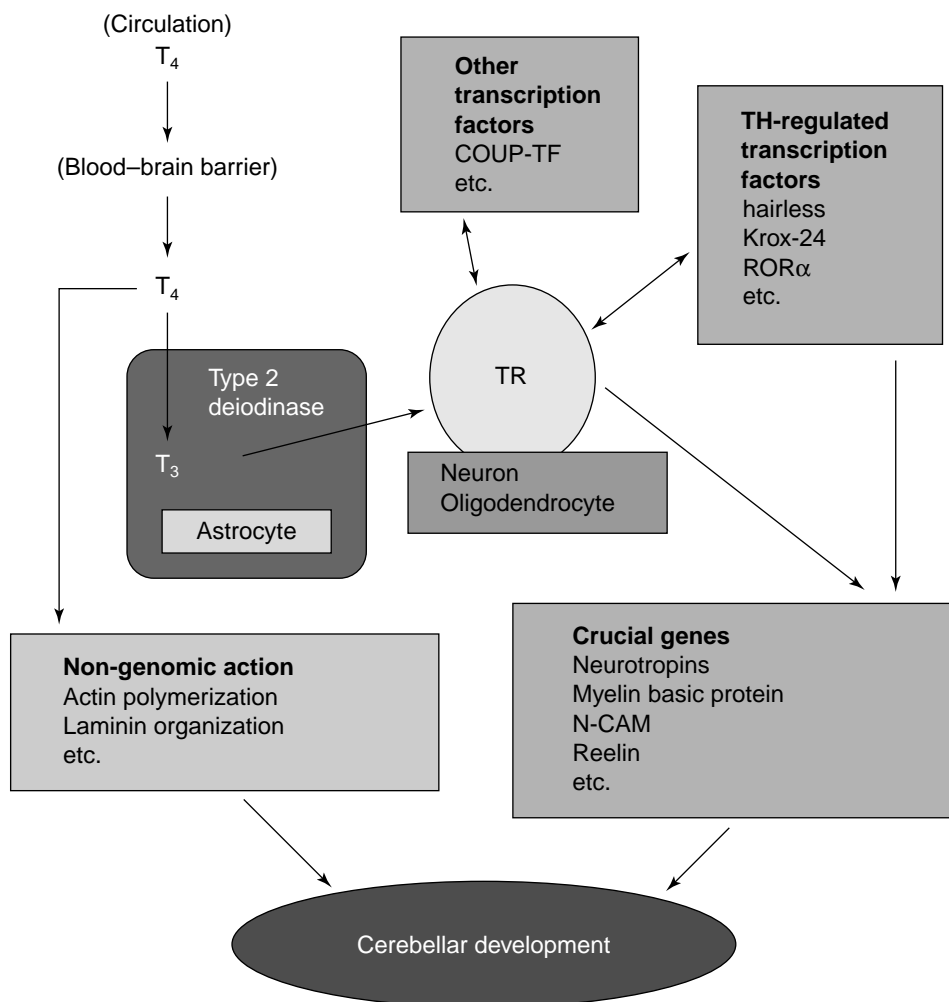 (Circulation)
T₄
(Blood–brain barrier)
T₄
Type 2
deiodinase
T₃
Astrocyte
Other
transcription
factors
COUP-TF
etc.
TH-regulated
transcription
factors
hairless
Krox-24
RORα
etc.
TR
Neuron
Oligodendrocyte
Non-genomic action
Actin polymerization
Laminin organization
etc.
Crucial genes
Neurotropins
Myelin basic protein
N-CAM
Reelin
etc.
Cerebellar development